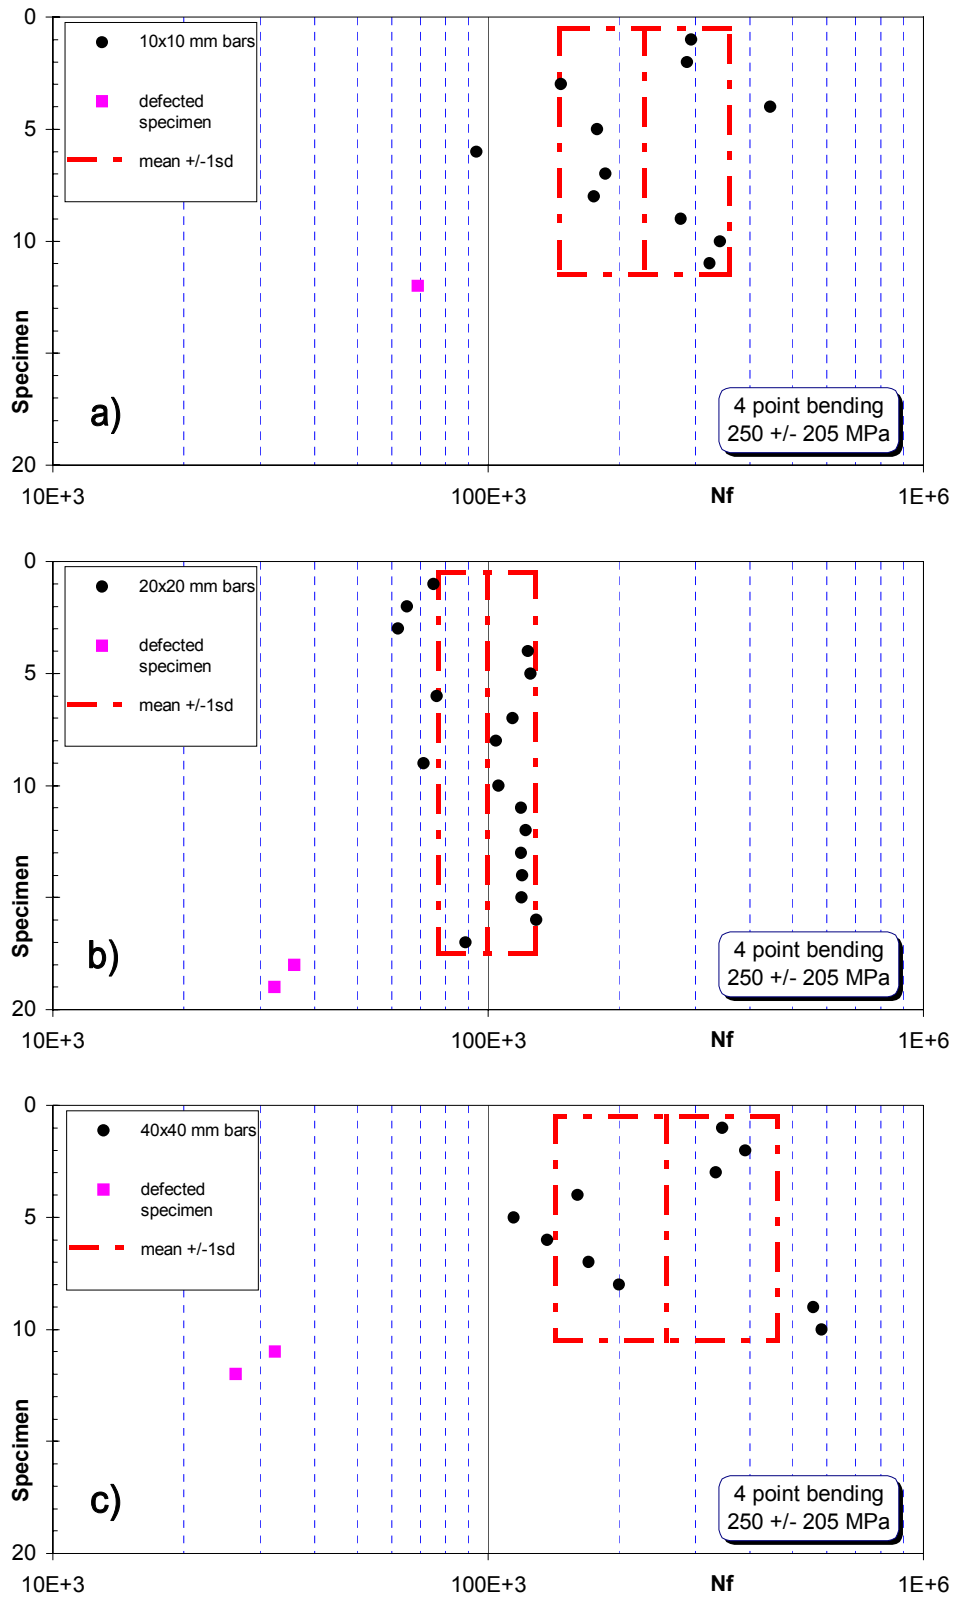 0
10x10 mm bars
defected
specimen
mean +/-1sd
5
10
15
20
Specimen
a)
4 point bending
250 +/- 205 MPa
10E+3
100E+3
Nf
1E+6
0
20x20 mm bars
defected
specimen
mean +/-1sd
5
10
15
20
Specimen
b)
4 point bending
250 +/- 205 MPa
10E+3
100E+3
Nf
1E+6
0
40x40 mm bars
defected
specimen
mean +/-1sd
5
10
15
20
Specimen
c)
4 point bending
250 +/- 205 MPa
10E+3
100E+3
Nf
1E+6